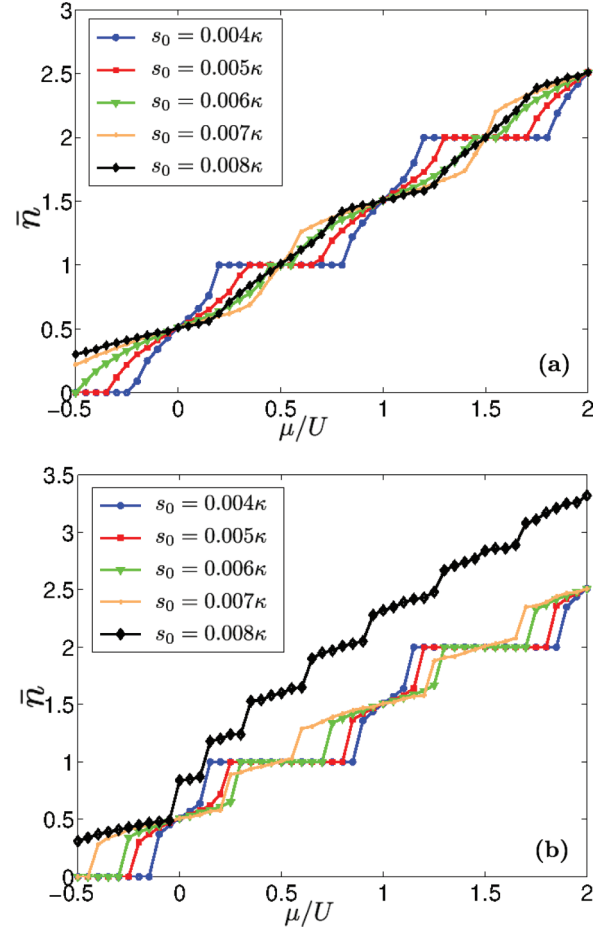 3
2.5
2
1.5
1
0.5
0
n̄
s₀ = 0.004κ
s₀ = 0.005κ
s₀ = 0.006κ
s₀ = 0.007κ
s₀ = 0.008κ
(a)
−0.5 0 0.5 1 1.5 2
μ/U
3.5
3
2.5
2
1.5
1
0.5
0
n̄
s₀ = 0.004κ
s₀ = 0.005κ
s₀ = 0.006κ
s₀ = 0.007κ
s₀ = 0.008κ
(b)
−0.5 0 0.5 1 1.5 2
μ/U